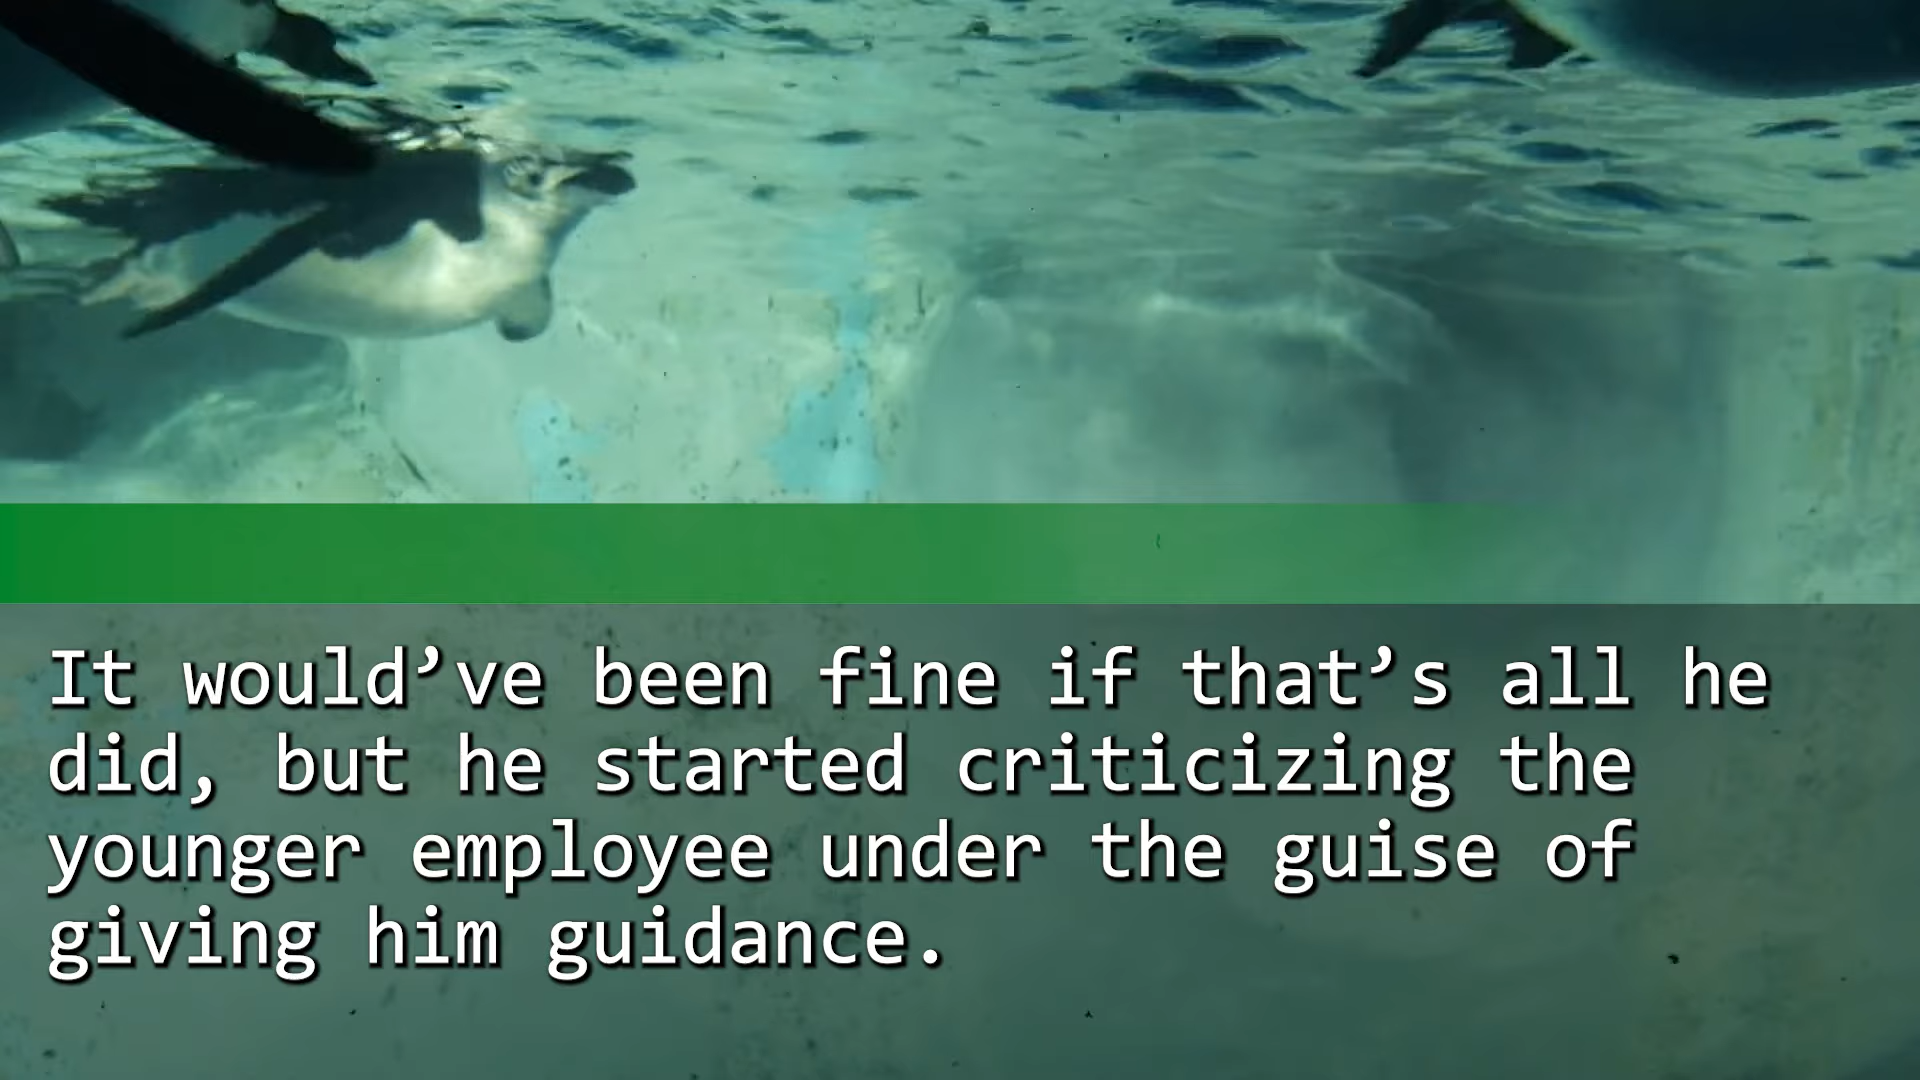 It would’ve been fine if that’s all he
did, but he started criticizing the
younger employee under the guise of
giving him guidance.